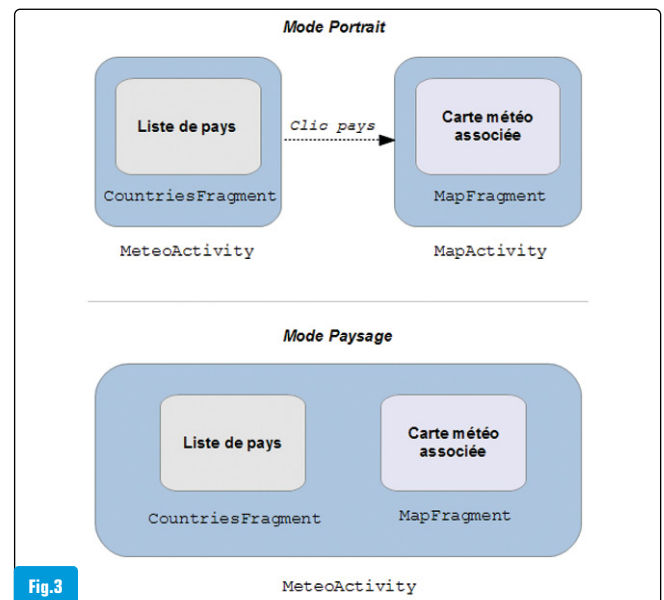 Mode Portrait
Liste de pays
CountriesFragment
MeteoActivity
Clic pays
Carte météo
associée
MapFragment
MapActivity
Mode Paysage
Liste de pays
CountriesFragment
Carte météo
associée
MapFragment
MeteoActivity
Fig.3